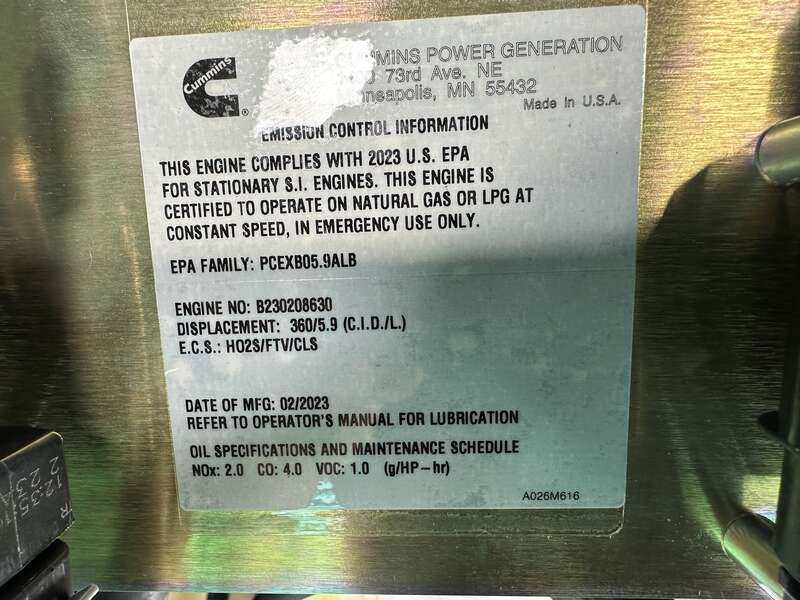 Cummins
CUMMINS POWER GENERATION
73rd Ave. NE
Minneapolis, MN 55432
Made in U.S.A.
EMISSION CONTROL INFORMATION
THIS ENGINE COMPLIES WITH 2023 U.S. EPA
FOR STATIONARY S.I. ENGINES. THIS ENGINE IS
CERTIFIED TO OPERATE ON NATURAL GAS OR LPG AT
CONSTANT SPEED, IN EMERGENCY USE ONLY.
EPA FAMILY: PCEXB05.9ALB
ENGINE NO: B230208630
DISPLACEMENT: 360/5.9 (C.I.D./L.)
E.C.S.: HO2S/FTV/CLS
DATE OF MFG: 02/2023
REFER TO OPERATOR'S MANUAL FOR LUBRICATION
OIL SPECIFICATIONS AND MAINTENANCE SCHEDULE
NOx: 2.0 CO: 4.0 VOC: 1.0 (g/HP-hr)
A026M616